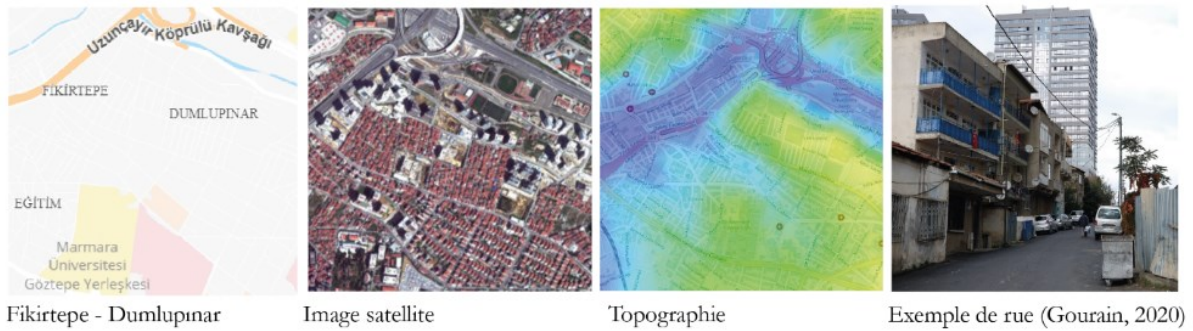 Uzunçayır Köprülü Kavşağı
FİKİRTEPE
DUMLUPINAR
EĞİTİM
Marmara
Üniversitesi
Göztepe Yerleşkesi
Fikirtepe - Dumlupınar
Image satellite
Topographie
Exemple de rue (Gourain, 2020)